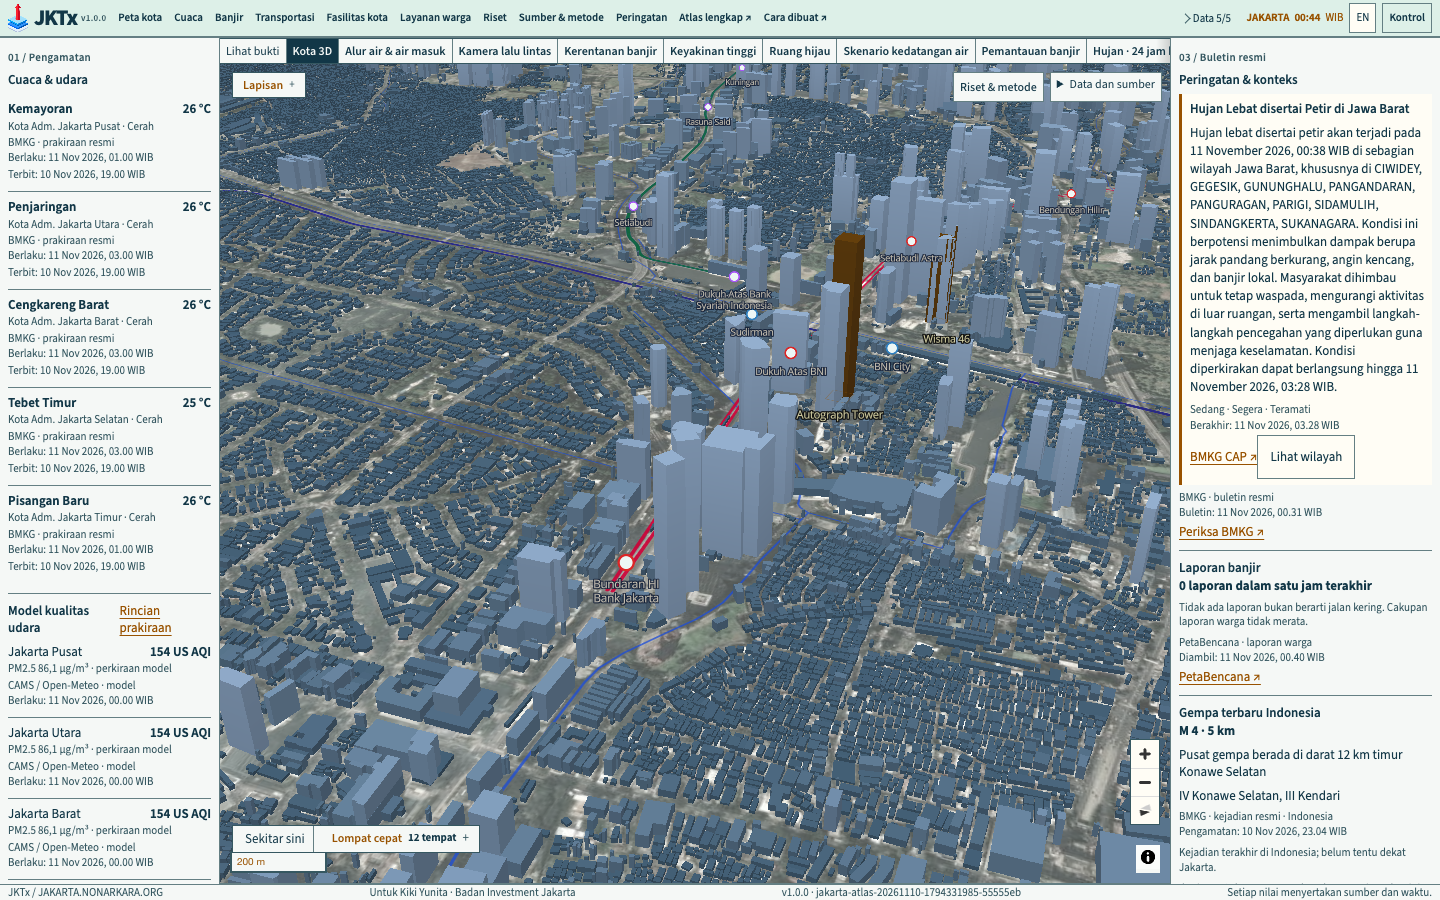 JKTx v1.0.0
Peta kota
Cuaca
Banjir
Transportasi
Fasilitas kota
Layanan warga
Riset
Sumber & metode
Peringatan
Atlas lengkap ↗
Cara dibuat ↗
Data 5/5
JAKARTA 00:44 WIB
EN
Kontrol
01 / Pengamatan
Cuaca & udara
Kemayoran 26 °C
Kota Adm. Jakarta Pusat · Cerah
BMKG · prakiraan resmi
Berlaku: 11 Nov 2026, 01.00 WIB
Terbit: 10 Nov 2026, 19.00 WIB
Penjaringan 26 °C
Kota Adm. Jakarta Utara · Cerah
BMKG · prakiraan resmi
Berlaku: 11 Nov 2026, 03.00 WIB
Terbit: 10 Nov 2026, 19.00 WIB
Cengkareng Barat 26 °C
Kota Adm. Jakarta Barat · Cerah
BMKG · prakiraan resmi
Berlaku: 11 Nov 2026, 03.00 WIB
Terbit: 10 Nov 2026, 19.00 WIB
Tebet Timur 25 °C
Kota Adm. Jakarta Selatan · Cerah
BMKG · prakiraan resmi
Berlaku: 11 Nov 2026, 03.00 WIB
Terbit: 10 Nov 2026, 19.00 WIB
Pisangan Baru 26 °C
Kota Adm. Jakarta Timur · Cerah
BMKG · prakiraan resmi
Berlaku: 11 Nov 2026, 01.00 WIB
Terbit: 10 Nov 2026, 19.00 WIB
Model kualitas udara
Rincian prakiraan
Jakarta Pusat 154 US AQI
PM2.5 86,1 µg/m³ · perkiraan model
CAMS / Open-Meteo · model
Berlaku: 11 Nov 2026, 00.00 WIB
Jakarta Utara 154 US AQI
PM2.5 86,1 µg/m³ · perkiraan model
CAMS / Open-Meteo · model
Berlaku: 11 Nov 2026, 00.00 WIB
Jakarta Barat 154 US AQI
PM2.5 86,1 µg/m³ · perkiraan model
CAMS / Open-Meteo · model
Berlaku: 11 Nov 2026, 00.00 WIB
Lihat bukti
Kota 3D
Alur air & air masuk
Kamera lalu lintas
Kerentanan banjir
Keyakinan tinggi
Ruang hijau
Skenario kedatangan air
Pemantauan banjir
Hujan · 24 jam
Lapisan +
Riset & metode
▶ Data dan sumber
Kuningan
Rasuna Said
Setiabudi
Bendungan Hilir
Setiabudi Astra
Dukuh Atas Bank
Syariah Indonesia
Sudirman
Wisma 46
Dukuh Atas BNI
BNI City
Autograph Tower
Bundaran HI
Bank Jakarta
Sekitar sini
Lompat cepat 12 tempat +
200 m
03 / Buletin resmi
Peringatan & konteks
Hujan Lebat disertai Petir di Jawa Barat
Hujan lebat disertai petir akan terjadi pada
11 November 2026, 00:38 WIB di sebagian
wilayah Jawa Barat, khususnya di CIWIDEY,
GEGESIK, GUNUNGHALU, PANGANDARAN,
PANGURAGAN, PARIGI, SIDAMULIH,
SINDANGKERTA, SUKANAGARA. Kondisi ini
berpotensi menimbulkan dampak berupa
jarak pandang berkurang, angin kencang,
dan banjir lokal. Masyarakat dihimbau
untuk tetap waspada, mengurangi aktivitas
di luar ruangan, serta mengambil langkah-
langkah pencegahan yang diperlukan guna
menjaga keselamatan. Kondisi
diperkirakan dapat berlangsung hingga 11
November 2026, 03:28 WIB.
Sedang · Segera · Teramati
Berakhir: 11 Nov 2026, 03.28 WIB
BMKG CAP ↗
Lihat wilayah
BMKG · buletin resmi
Buletin: 11 Nov 2026, 00.31 WIB
Periksa BMKG ↗
Laporan banjir
0 laporan dalam satu jam terakhir
Tidak ada laporan bukan berarti jalan kering. Cakupan
laporan warga tidak merata.
PetaBencana · laporan warga
Diambil: 11 Nov 2026, 00.40 WIB
PetaBencana ↗
Gempa terbaru Indonesia
M 4 · 5 km
Pusat gempa berada di darat 12 km timur
Konawe Selatan
IV Konawe Selatan, III Kendari
BMKG · kejadian resmi · Indonesia
Pengamatan: 10 Nov 2026, 23.04 WIB
Kejadian terakhir di Indonesia; belum tentu dekat
Jakarta.
JKTx / JAKARTA.NONARKARA.ORG
Untuk Kiki Yunita · Badan Investment Jakarta
v1.0.0 · jakarta-atlas-20261110-1794331985-55555eb
Setiap nilai menyertakan sumber dan waktu.